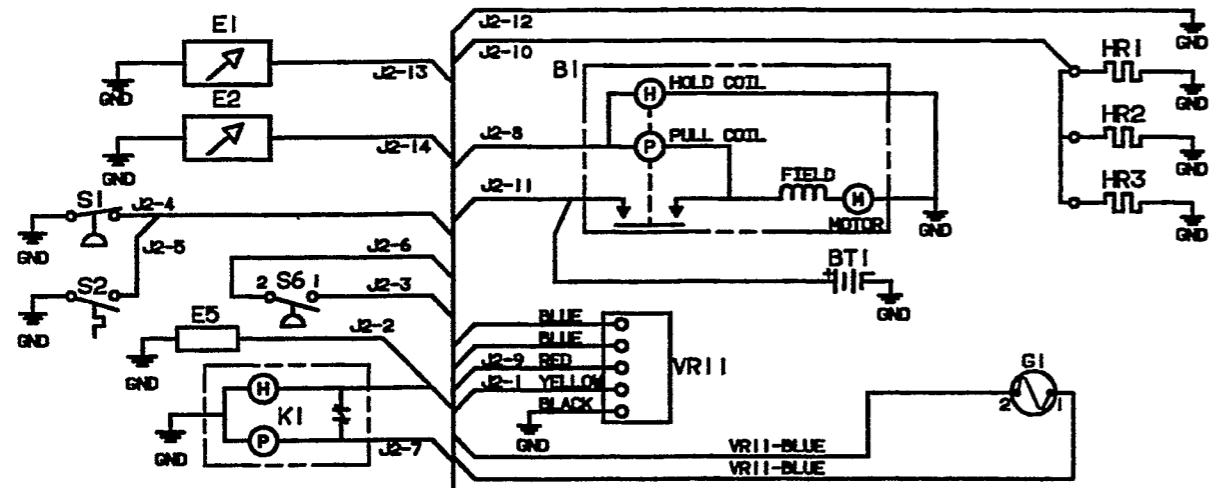 E1
J2-12
GND
J2-10
HR1
J2-13
B1
HOLD COIL
H
GND
GND
E2
HR2
J2-8
P
PULL COIL
J2-14
GND
FIELD
GND
J2-11
HR3
S1
J2-4
M
MOTOR
GND
GND
GND
J2-5
J2-6
BT1
+
S2
2 S6 1
J2-3
GND
GND
E5
J2-2
BLUE
BLUE
J2-9 RED
VR11
G1
J2-1 YELLOW
2 1
GND
H
BLACK
K1
GND
GND
P
J2-7
VR11-BLUE
VR11-BLUE